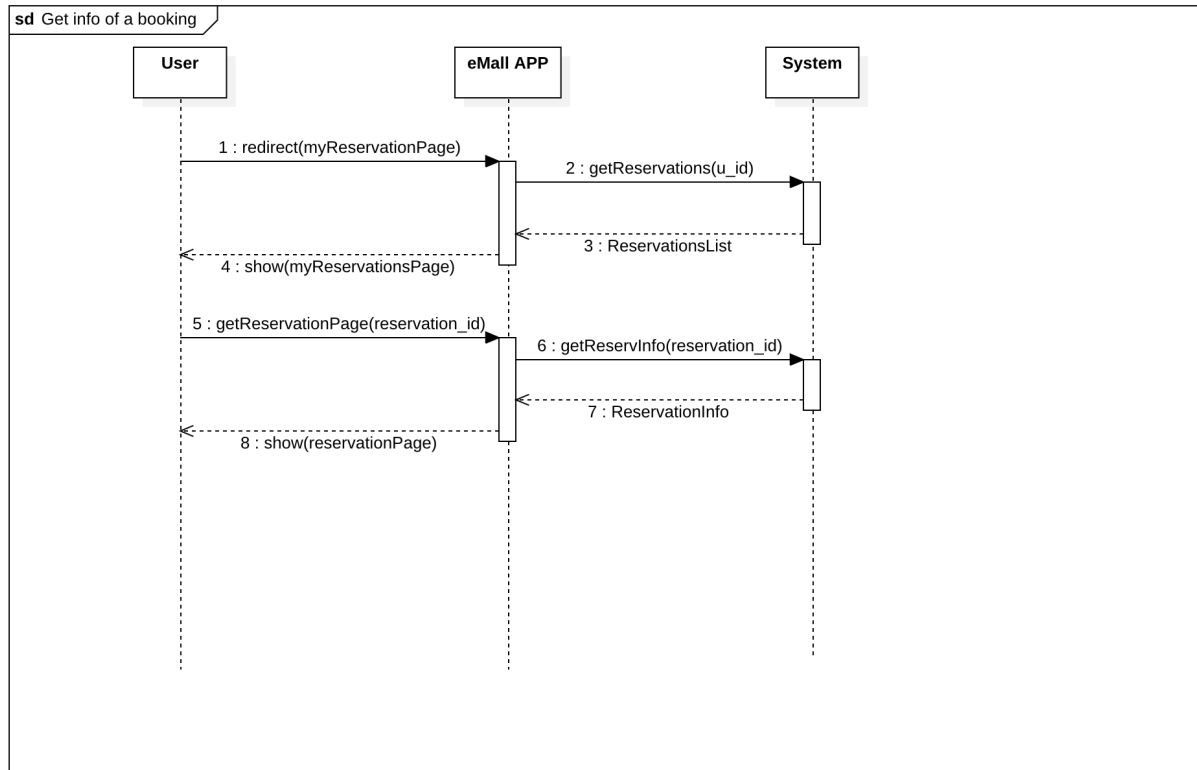 sd Get info of a booking
User
eMall APP
System
1 : redirect(myReservationPage)
2 : getReservations(u_id)
3 : ReservationsList
4 : show(myReservationsPage)
5 : getReservationPage(reservation_id)
6 : getReservInfo(reservation_id)
7 : ReservationInfo
8 : show(reservationPage)